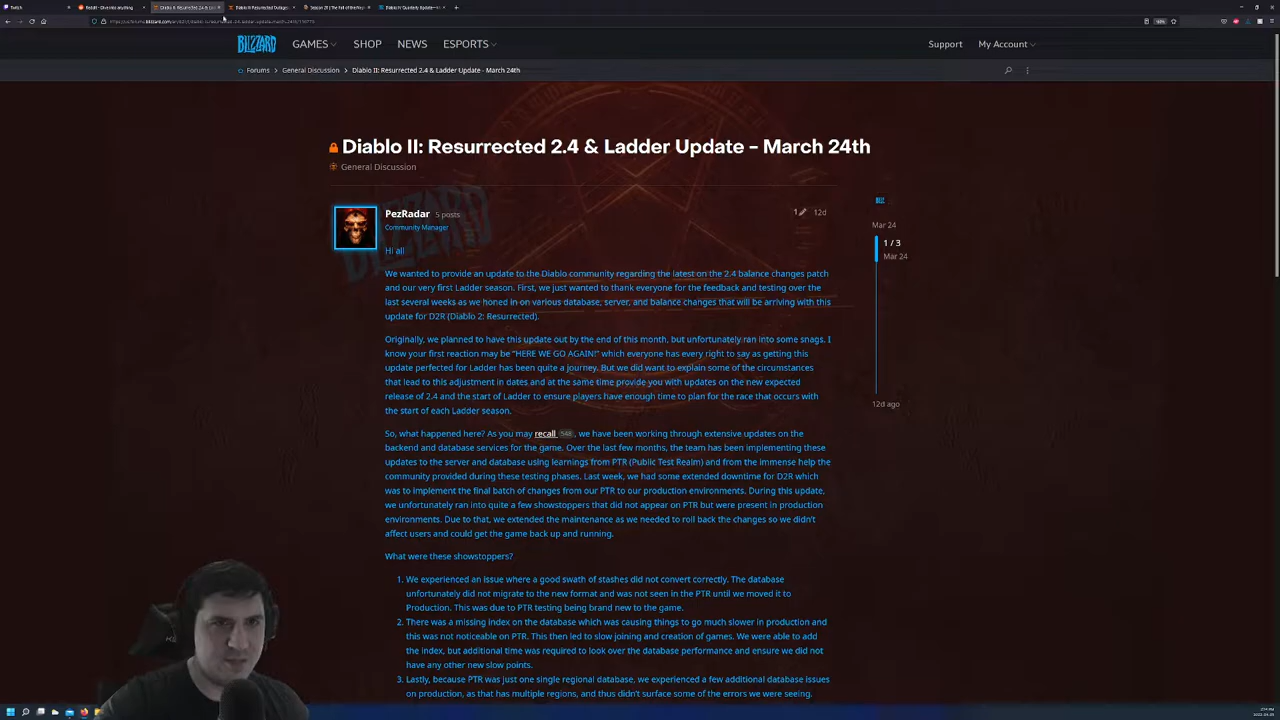 Twitch
Reddit - Dive into anything
Diablo II: Resurrected 2.4 & La
Diablo III: Resurrected Outages
Season 26 | The Fall of the Neph
Diablo IV Quarterly Update—
BLIZZARD
GAMES
SHOP
NEWS
ESPORTS
Support
My Account
Forums
General Discussion
Diablo II: Resurrected 2.4 & Ladder Update - March 24th
Diablo II: Resurrected 2.4 & Ladder Update - March 24th
General Discussion
PezRadar 5 posts
1 12d
Community Manager
Hi all
We wanted to provide an update to the Diablo community regarding the latest on the 2.4 balance changes patch
and our very first Ladder season. First, we just wanted to thank everyone for the feedback and testing over the
last several weeks as we honed in on various database, server, and balance changes that will be arriving with this
update for D2R (Diablo 2: Resurrected).
Originally, we planned to have this update out by the end of this month, but unfortunately ran into some snags. I
know your first reaction may be “HERE WE GO AGAIN!” which everyone has every right to say as getting this
update perfected for Ladder has been quite a journey. But we did want to explain some of the circumstances
that lead to this adjustment in dates and at the same time provide you with updates on the new expected
release of 2.4 and the start of Ladder to ensure players have enough time to plan for the race that occurs with
the start of each Ladder season.
So, what happened here? As you may recall 548, we have been working through extensive updates on the
backend and database services for the game. Over the last few months, the team has been implementing these
updates to the server and database using learnings from PTR (Public Test Realm) and from the immense help the
community provided during these testing phases. Last week, we had some extended downtime for D2R which
was to implement the final batch of changes from our PTR to our production environments. During this update,
we unfortunately ran into quite a few showstoppers that did not appear on PTR but were present in production
environments. Due to that, we extended the maintenance as we needed to roll back the changes so we didn’t
affect users and could get the game back up and running.
What were these showstoppers?
1. We experienced an issue where a good swath of stashes did not convert correctly. The database
unfortunately did not migrate to the new format and was not seen in the PTR until we moved it to
Production. This was due to PTR testing being brand new to the game.
2. There was a missing index on the database which was causing things to go much slower in production and
this was not noticeable on PTR. This then led to slow joining and creation of games. We were able to add
the index, but additional time was required to look over the database performance and ensure we did not
have any other new slow points.
3. Lastly, because PTR was just one single regional database, we experienced a few additional database issues
on production, as that has multiple regions, and thus didn’t surface some of the errors we were seeing.
Mar 24
1 / 3
Mar 24
12d ago